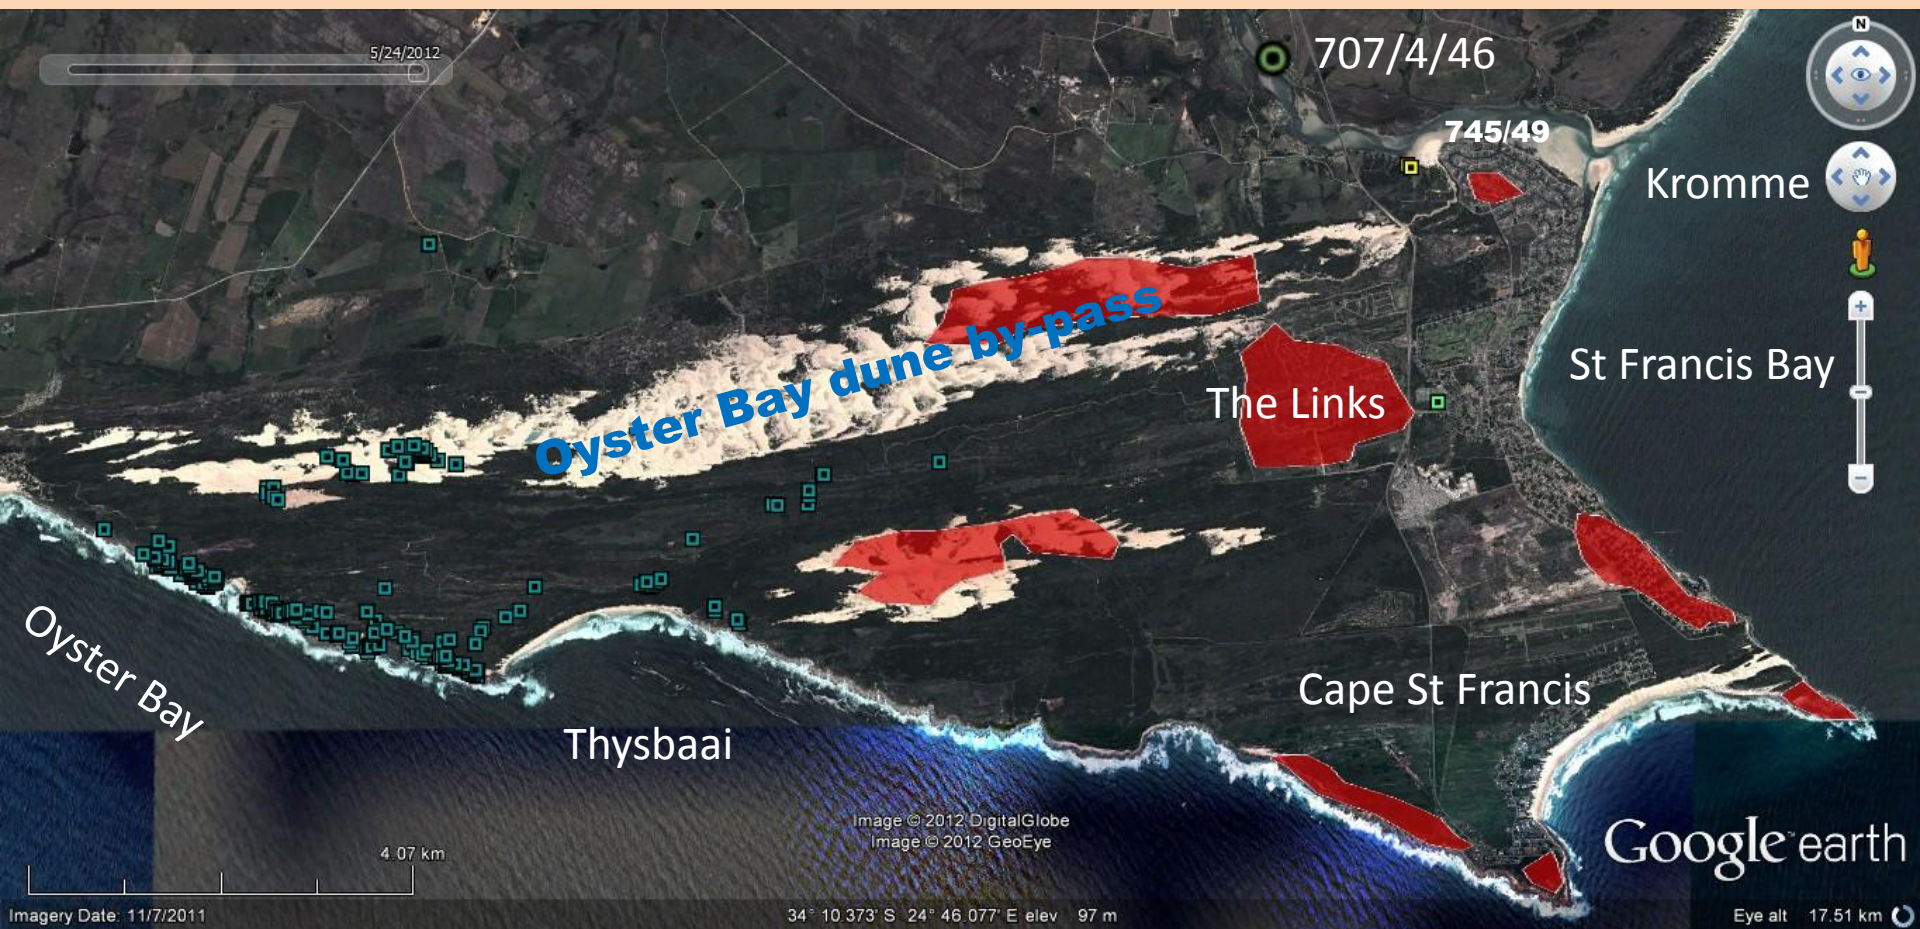 5/24/2012
707/4/46
N
745/49
Kromme
St Francis Bay
Oyster Bay dune by-pass
The Links
Oyster Bay
Thysbaai
Cape St Francis
Image © 2012 DigitalGlobe
Image © 2012 GeoEye
Google earth
4.07 km
Imagery Date: 11/7/2011
34° 10.373' S 24° 46.077' E elev 97 m
Eye alt 17.51 km